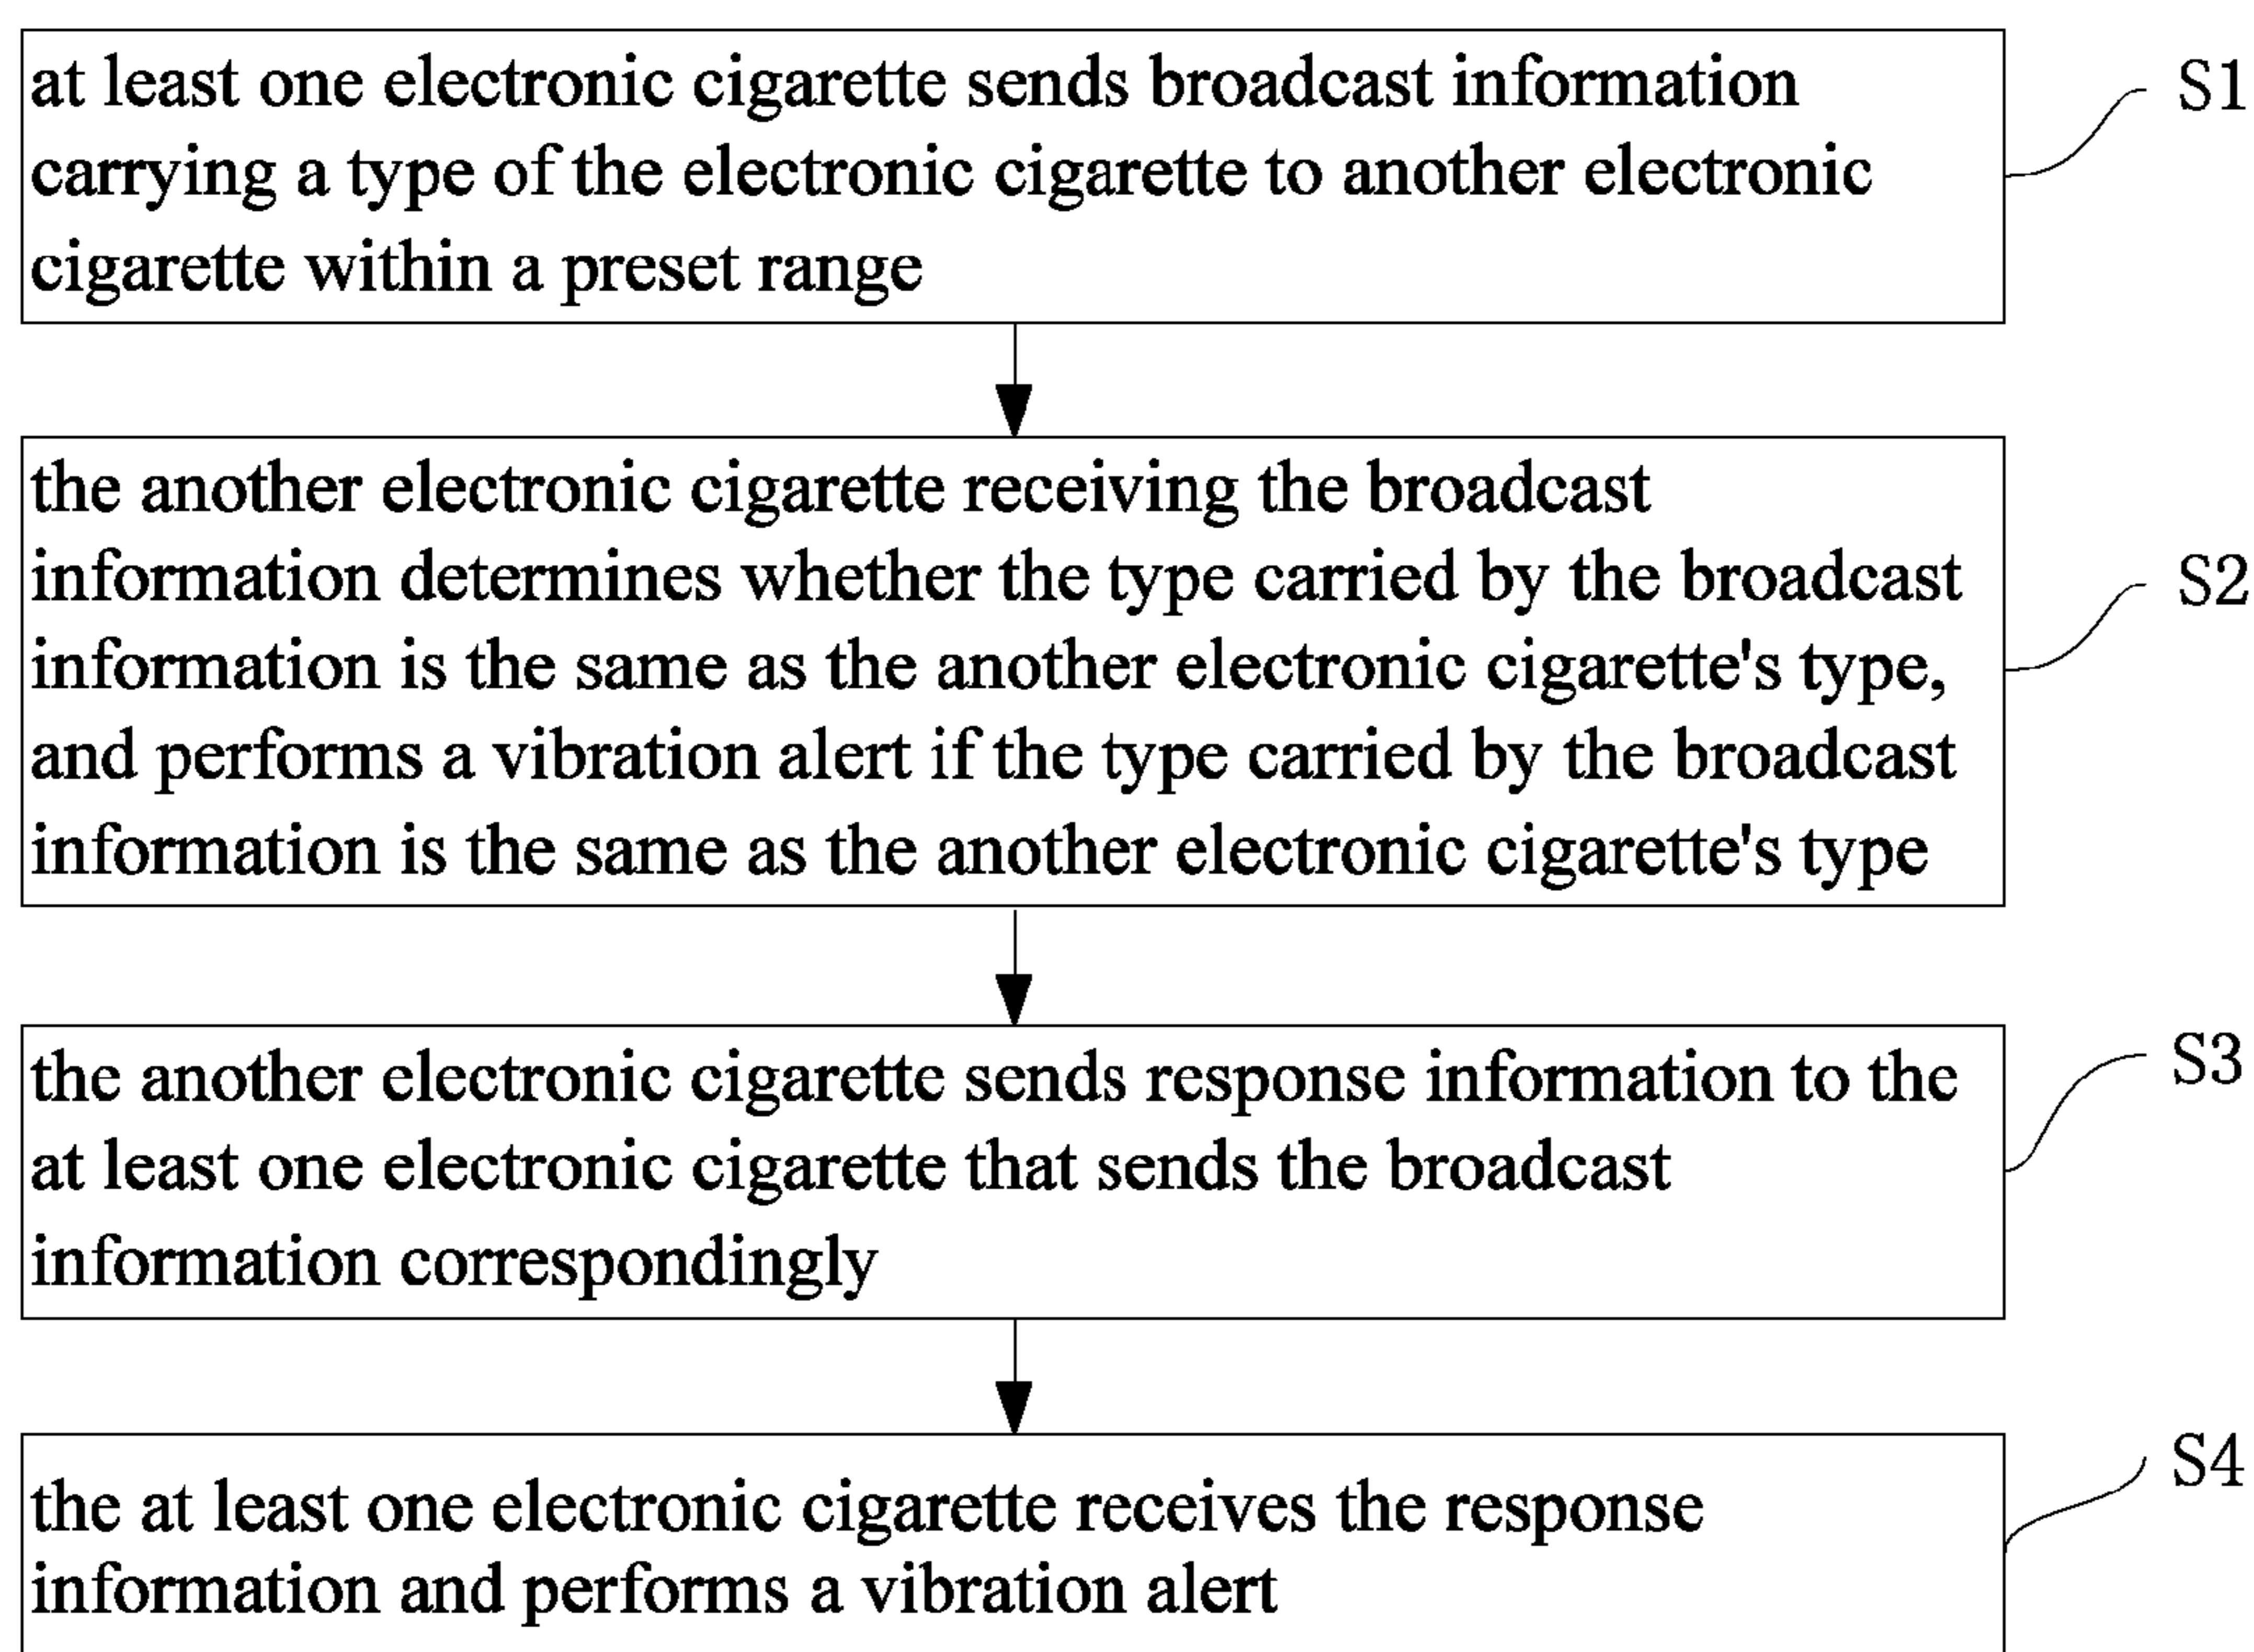 at least one electronic cigarette sends broadcast information
carrying a type of the electronic cigarette to another electronic
cigarette within a preset range
S1
the another electronic cigarette receiving the broadcast
information determines whether the type carried by the broadcast
information is the same as the another electronic cigarette's type,
and performs a vibration alert if the type carried by the broadcast
information is the same as the another electronic cigarette's type
S2
the another electronic cigarette sends response information to the
at least one electronic cigarette that sends the broadcast
information correspondingly
S3
the at least one electronic cigarette receives the response
information and performs a vibration alert
S4